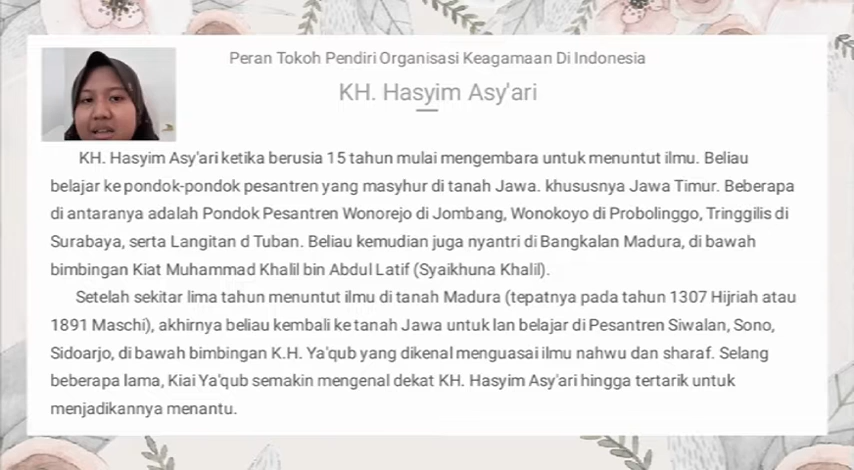 Peran Tokoh Pendiri Organisasi Keagamaan Di Indonesia
KH. Hasyim Asy'ari
KH. Hasyim Asy'ari ketika berusia 15 tahun mulai mengembara untuk menuntut ilmu. Beliau
belajar ke pondok-pondok pesantren yang masyhur di tanah Jawa. khususnya Jawa Timur. Beberapa
di antaranya adalah Pondok Pesantren Wonorejo di Jombang, Wonokoyo di Probolinggo, Tringgilis di
Surabaya, serta Langitan d Tuban. Beliau kemudian juga nyantri di Bangkalan Madura, di bawah
bimbingan Kiat Muhammad Khalil bin Abdul Latif (Syaikhuna Khalil).
Setelah sekitar lima tahun menuntut ilmu di tanah Madura (tepatnya pada tahun 1307 Hijriah atau
1891 Maschi), akhirnya beliau kembali ke tanah Jawa untuk lan belajar di Pesantren Siwalan, Sono,
Sidoarjo, di bawah bimbingan K.H. Ya'qub yang dikenal menguasai ilmu nahwu dan sharaf. Selang
beberapa lama, Kiai Ya'qub semakin mengenal dekat KH. Hasyim Asy'ari hingga tertarik untuk
menjadikannya menantu.